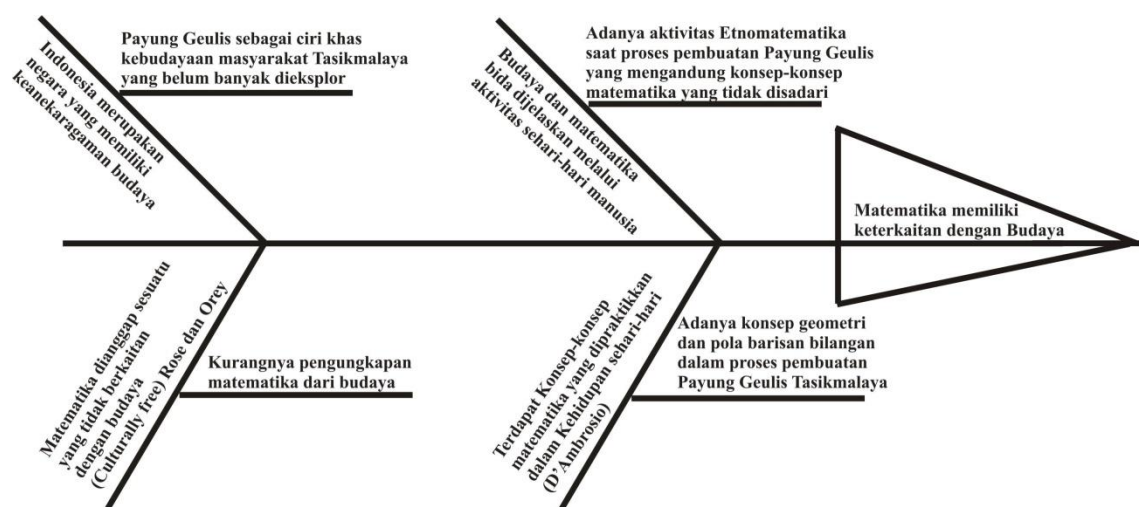 Indonesia merupakan
negara yang memiliki
keanekaragaman budaya
Payung Geulis sebagai ciri khas
kebudayaan masyarakat Tasikmalaya
yang belum banyak dieksplor
Budaya dan matematika
bida dijelaskan melalui
aktivitas sehari-hari manusia
Adanya aktivitas Etnomatematika
saat proses pembuatan Payung Geulis
yang mengandung konsep-konsep
matematika yang tidak disadari
Matematika memiliki
keterkaitan dengan Budaya
Matematika dianggap sesuatu
yang tidak berkaitan
dengan budaya
(Culturally free) Rose dan Orey
Kurangnya pengungkapan
matematika dari budaya
Terdapat Konsep-konsep
matematika yang dipraktikkan
dalam Kehidupan sehari-hari
(D’Ambrosio)
Adanya konsep geometri
dan pola barisan bilangan
dalam proses pembuatan
Payung Geulis Tasikmalaya